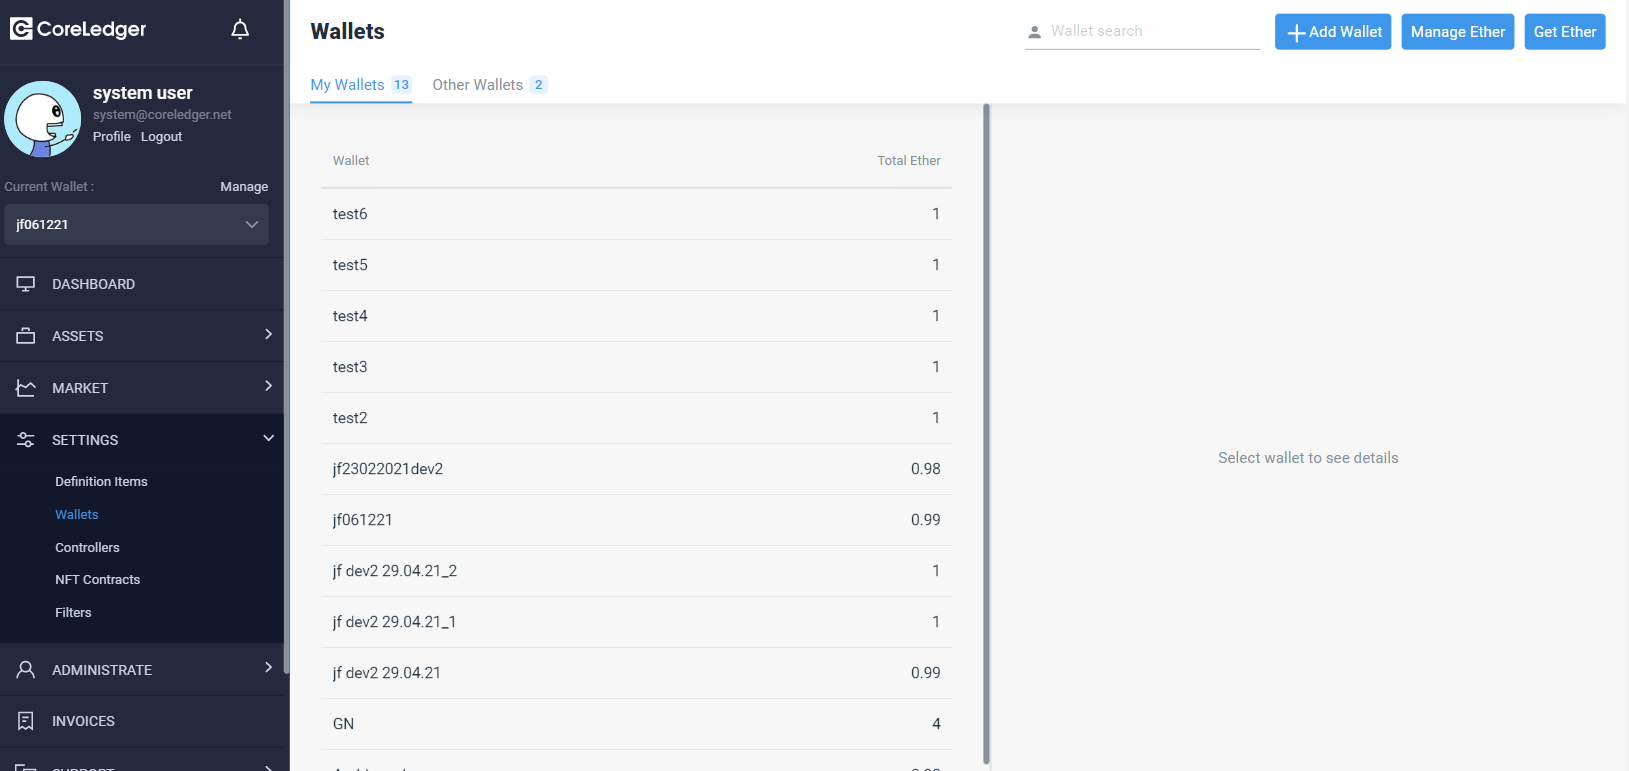 CoreLedger
system user
system@coreledger.net
Profile Logout
Current Wallet : Manage
jf061221
DASHBOARD
ASSETS
MARKET
SETTINGS
Definition Items
Wallets
Controllers
NFT Contracts
Filters
ADMINISTRATE
INVOICES
SUPPORT
Wallets
Wallet search
Add Wallet
Manage Ether
Get Ether
My Wallets 13
Other Wallets 2
Wallet Total Ether
test6 1
test5 1
test4 1
test3 1
test2 1
jf23022021dev2 0.98
jf061221 0.99
jf dev2 29.04.21_2 1
jf dev2 29.04.21_1 1
jf dev2 29.04.21 0.99
GN 4
Select wallet to see details